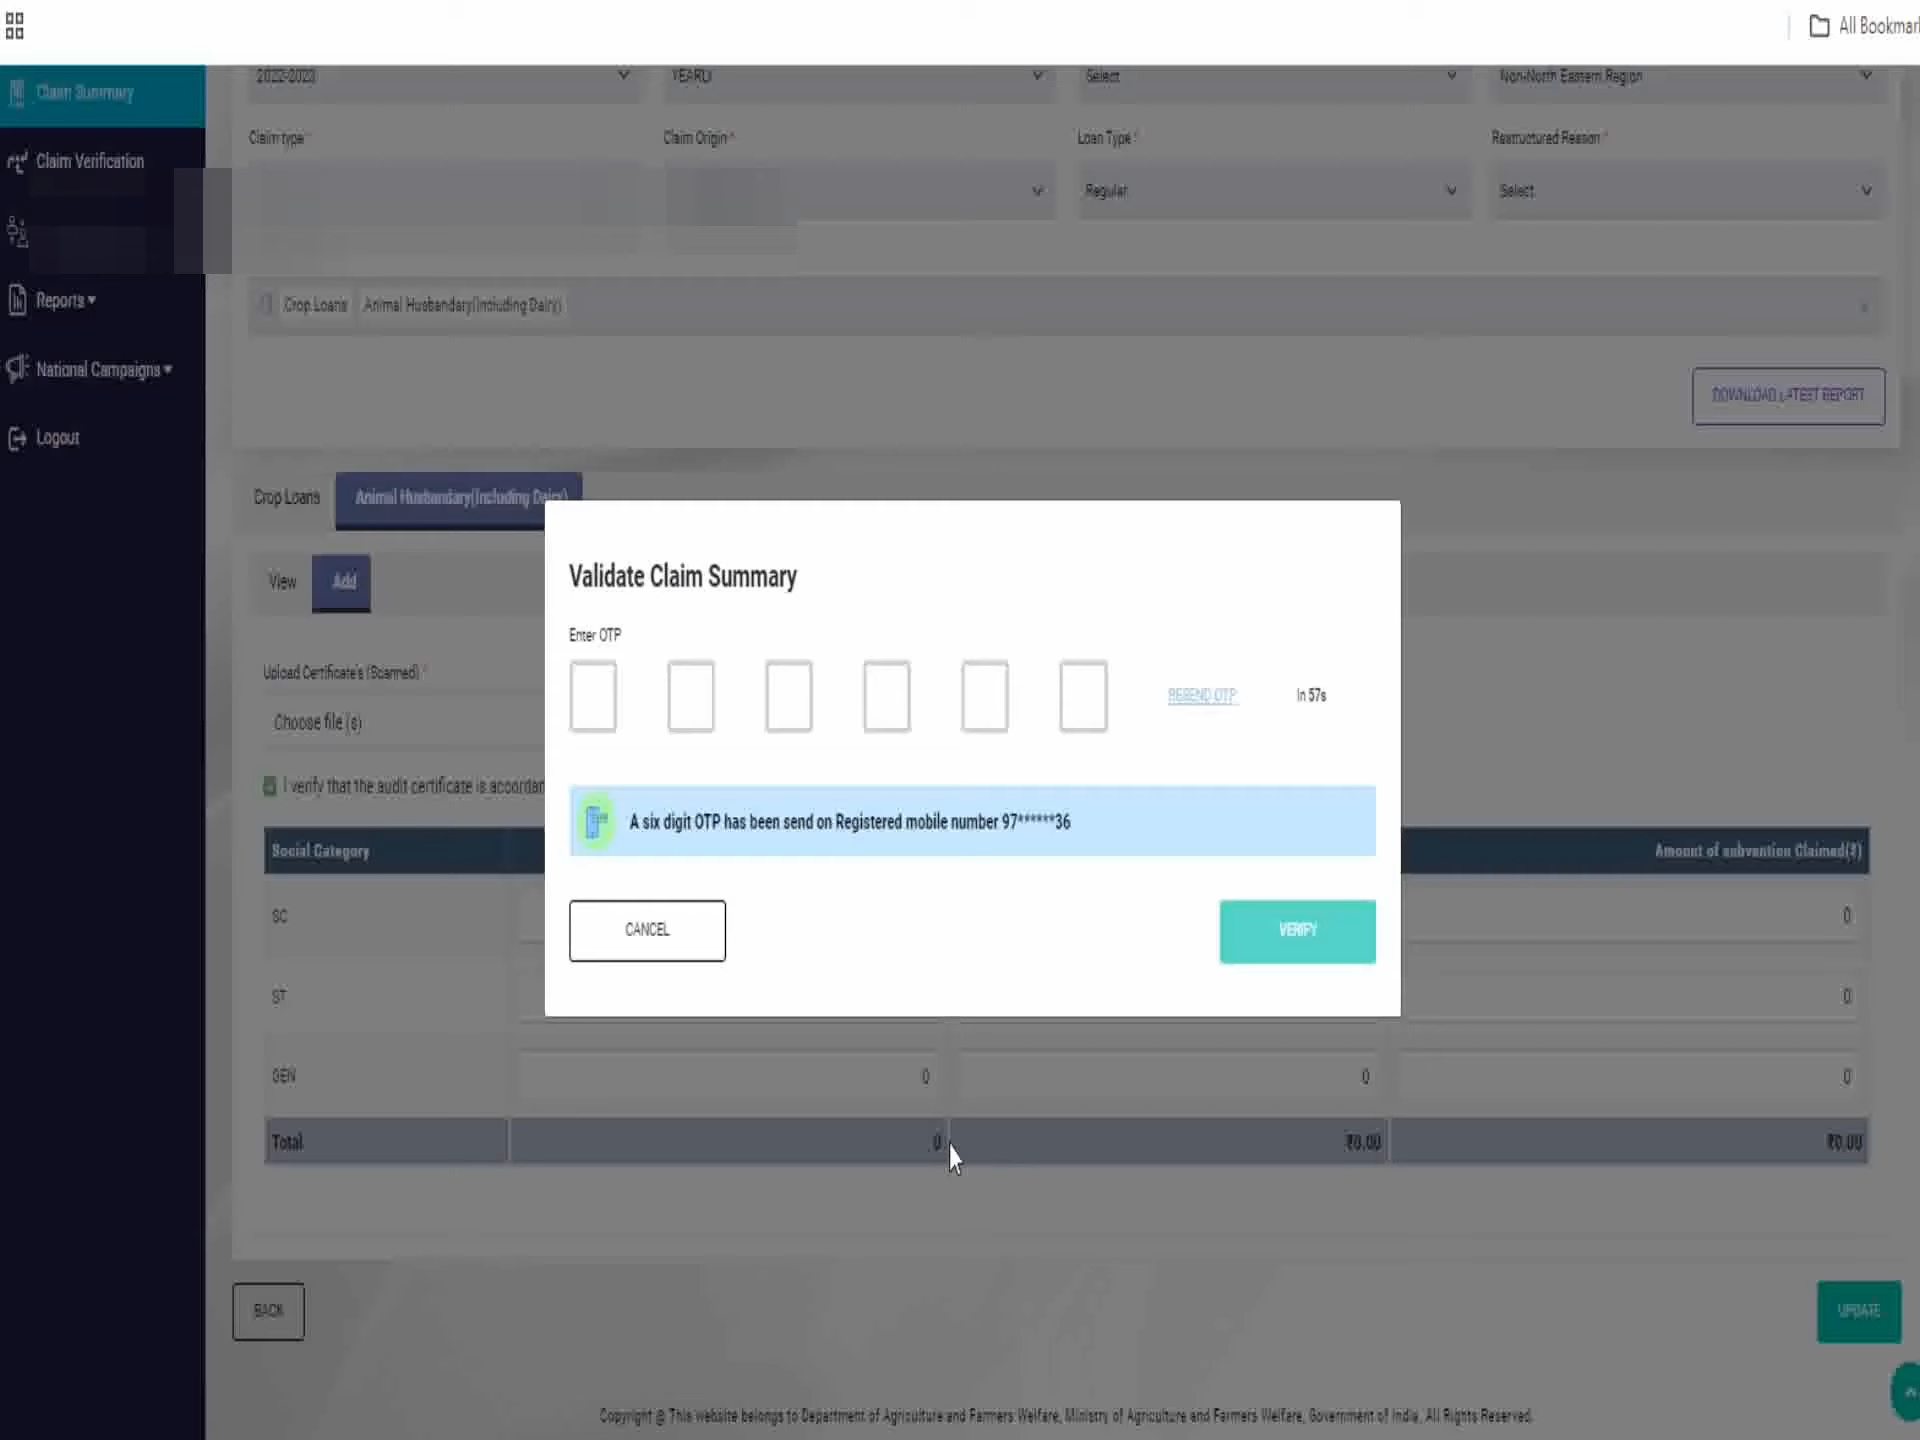 All Bookmar
Claim Summary
2022-2023
YEARLY
Select
Non-North Eastern Region
Claim Verification
Claim type *
Claim Origin *
Loan Type *
Restructured Reason *
Regular
Select
Reports
Crop Loans
Animal Husbandary(Including Dairy)
National Campaigns
DOWNLOAD LATEST REPORT
Logout
Crop Loans
Animal Husbandary(Including Dairy)
View
Add
Validate Claim Summary
Enter OTP
RESEND OTP
In 57s
Upload Certificate's (Scanned) *
Choose file (s)
I verify that the audit certificate is accordan
A six digit OTP has been send on Registered mobile number 97******36
Social Category
Amount of subvention Claimed(₹)
SC
0
CANCEL
VERIFY
ST
0
GEN
0
0
0
Total
0
₹0.00
₹0.00
BACK
UPDATE
Copyright @ This website belongs to Department of Agriculture and Farmers Welfare, Ministry of Agriculture and Farmers Welfare, Government of India. All Rights Reserved.